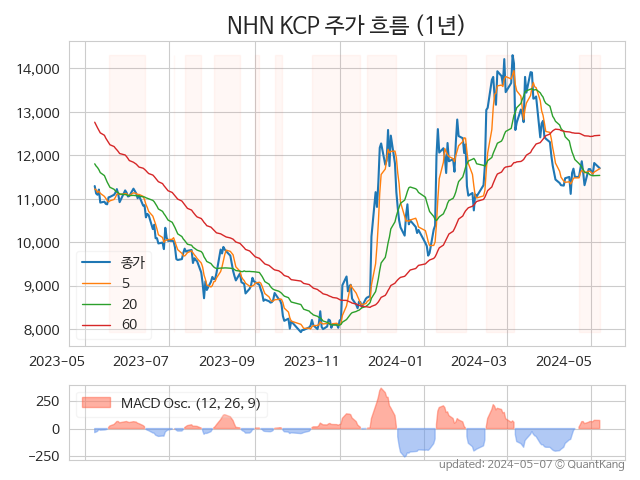 NHN KCP 주가 흐름 (1년)
14,000
13,000
12,000
11,000
10,000
9,000
8,000
종가
5
20
60
2023-05 2023-07 2023-09 2023-11 2024-01 2024-03 2024-05
250
0
−250
MACD Osc. (12, 26, 9)
updated: 2024-05-07 © QuantKang